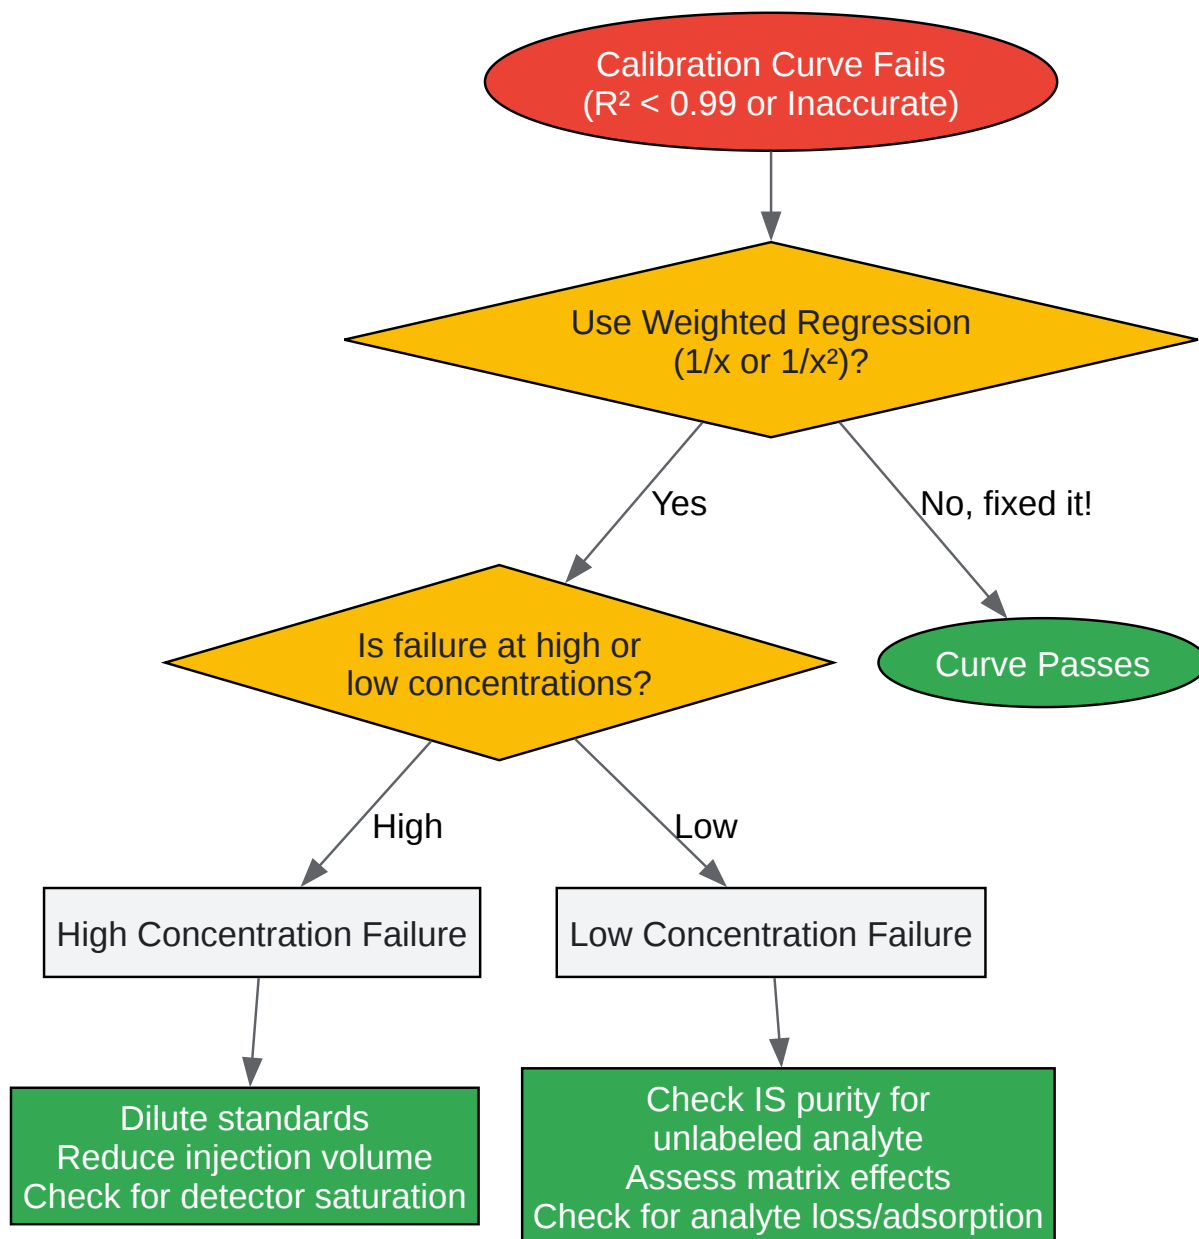 Calibration Curve Fails
(R² < 0.99 or Inaccurate)
Use Weighted Regression
(1/x or 1/x²)?
Yes
No, fixed it!
Is failure at high or
low concentrations?
Curve Passes
High
Low
High Concentration Failure
Low Concentration Failure
Dilute standards
Reduce injection volume
Check for detector saturation
Check IS purity for
unlabeled analyte
Assess matrix effects
Check for analyte loss/adsorption